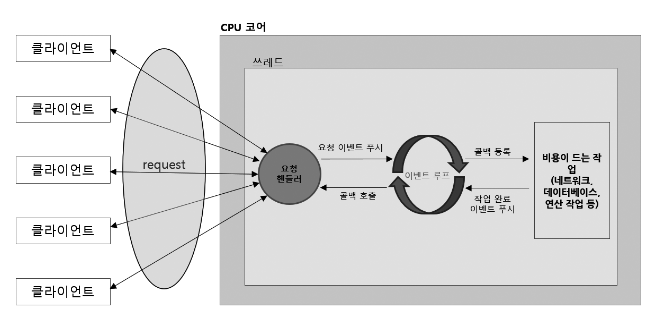 CPU 코어
쓰레드
클라이언트
클라이언트
클라이언트
클라이언트
클라이언트
request
요청
핸들러
요청 이벤트 푸시
콜백 호출
이벤트 루프
콜백 등록
작업 완료
이벤트 푸시
비용이 드는 작
업
(네트워크,
데이터베이스,
연산 작업 등)